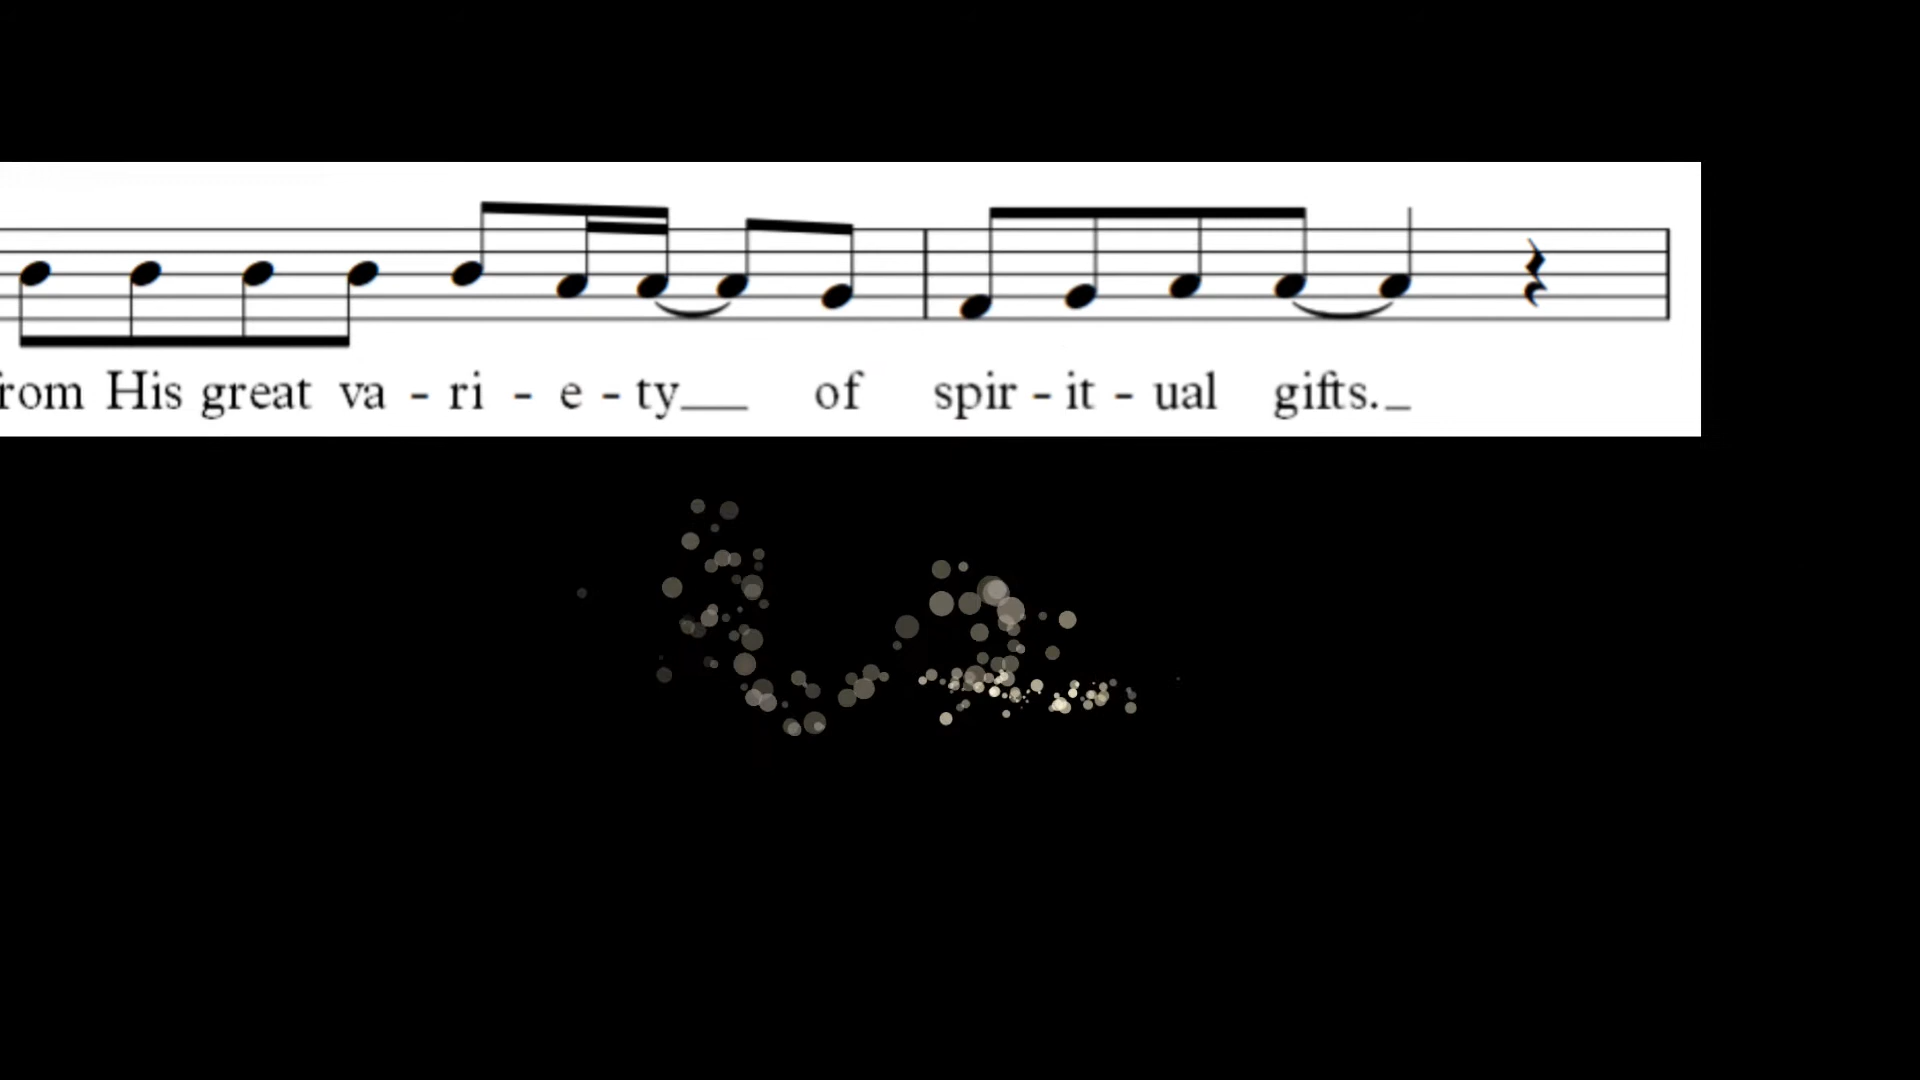 rom His great va - ri - e - ty__ of spir - it - ual gifts._